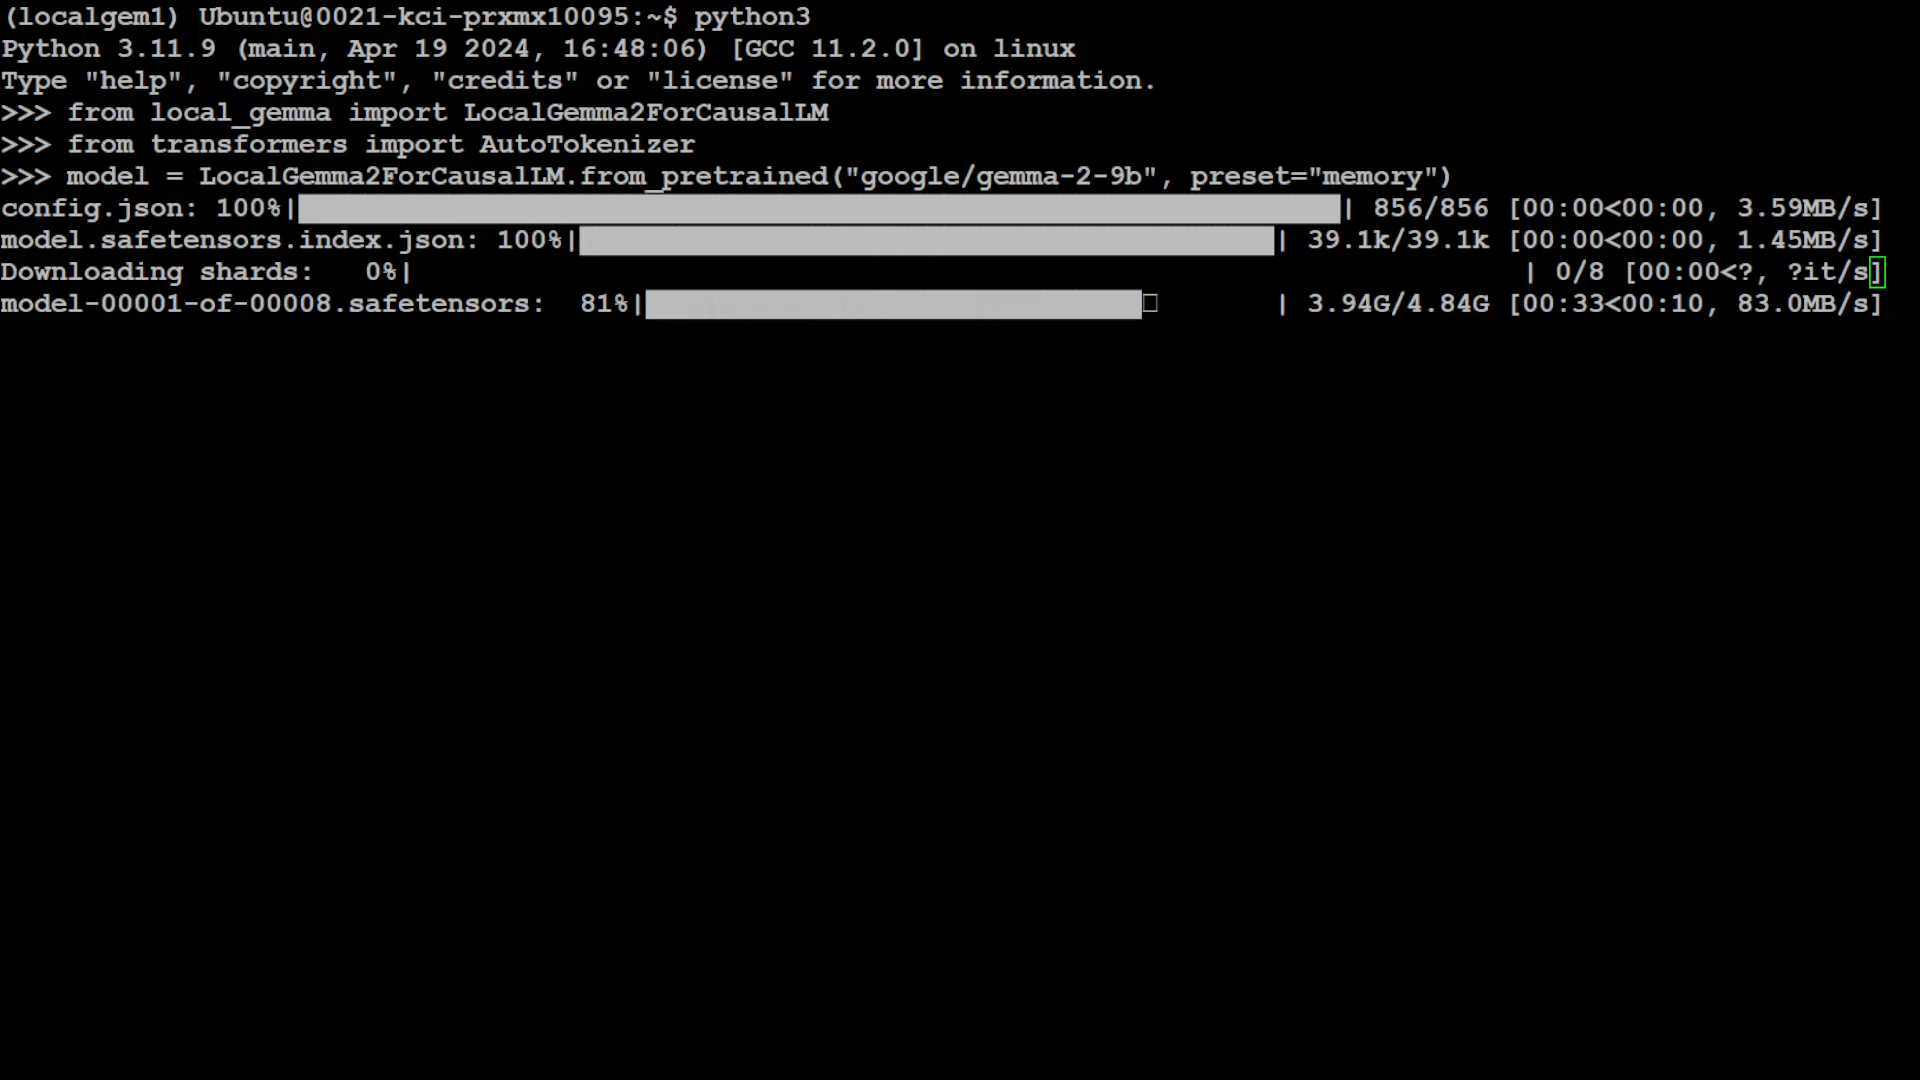 (localgem1) Ubuntu@0021-kci-prxmx10095:~$ python3
Python 3.11.9 (main, Apr 19 2024, 16:48:06) [GCC 11.2.0] on linux
Type "help", "copyright", "credits" or "license" for more information.
>>> from local_gemma import LocalGemma2ForCausalLM
>>> from transformers import AutoTokenizer
>>> model = LocalGemma2ForCausalLM.from_pretrained("google/gemma-2-9b", preset="memory")
config.json: 100%| | 856/856 [00:00<00:00, 3.59MB/s]
model.safetensors.index.json: 100%| | 39.1k/39.1k [00:00<00:00, 1.45MB/s]
Downloading shards:   0%| | 0/8 [00:00<?, ?it/s]
model-00001-of-00008.safetensors:  81%| | 3.94G/4.84G [00:33<00:10, 83.0MB/s]